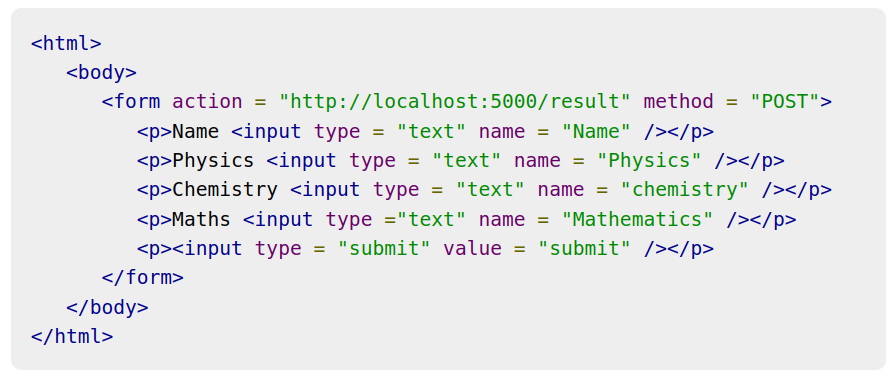 <html>
   <body>
      <form action = "http://localhost:5000/result" method = "POST">
         <p>Name <input type = "text" name = "Name" /></p>
         <p>Physics <input type = "text" name = "Physics" /></p>
         <p>Chemistry <input type = "text" name = "chemistry" /></p>
         <p>Maths <input type ="text" name = "Mathematics" /></p>
         <p><input type = "submit" value = "submit" /></p>
      </form>
   </body>
</html>